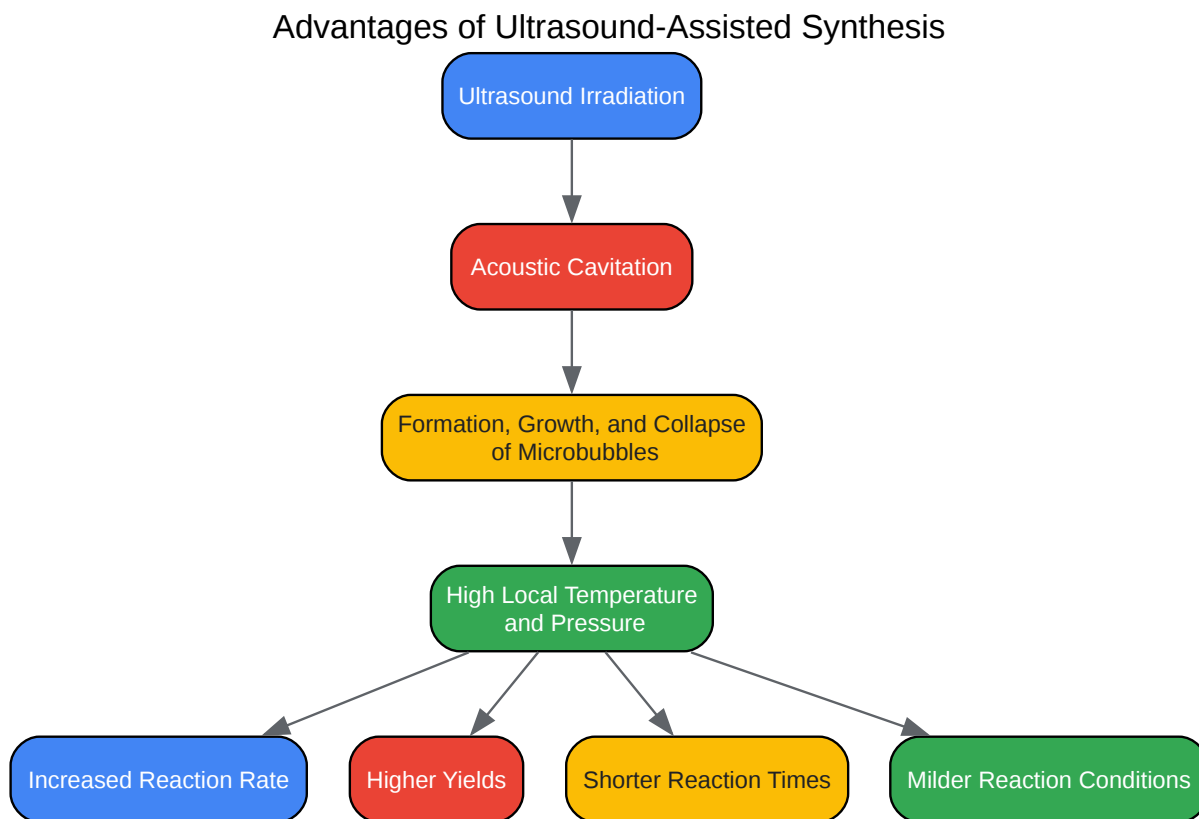 Advantages of Ultrasound-Assisted Synthesis
Ultrasound Irradiation
Acoustic Cavitation
Formation, Growth, and Collapse
of Microbubbles
High Local Temperature
and Pressure
Increased Reaction Rate
Higher Yields
Shorter Reaction Times
Milder Reaction Conditions